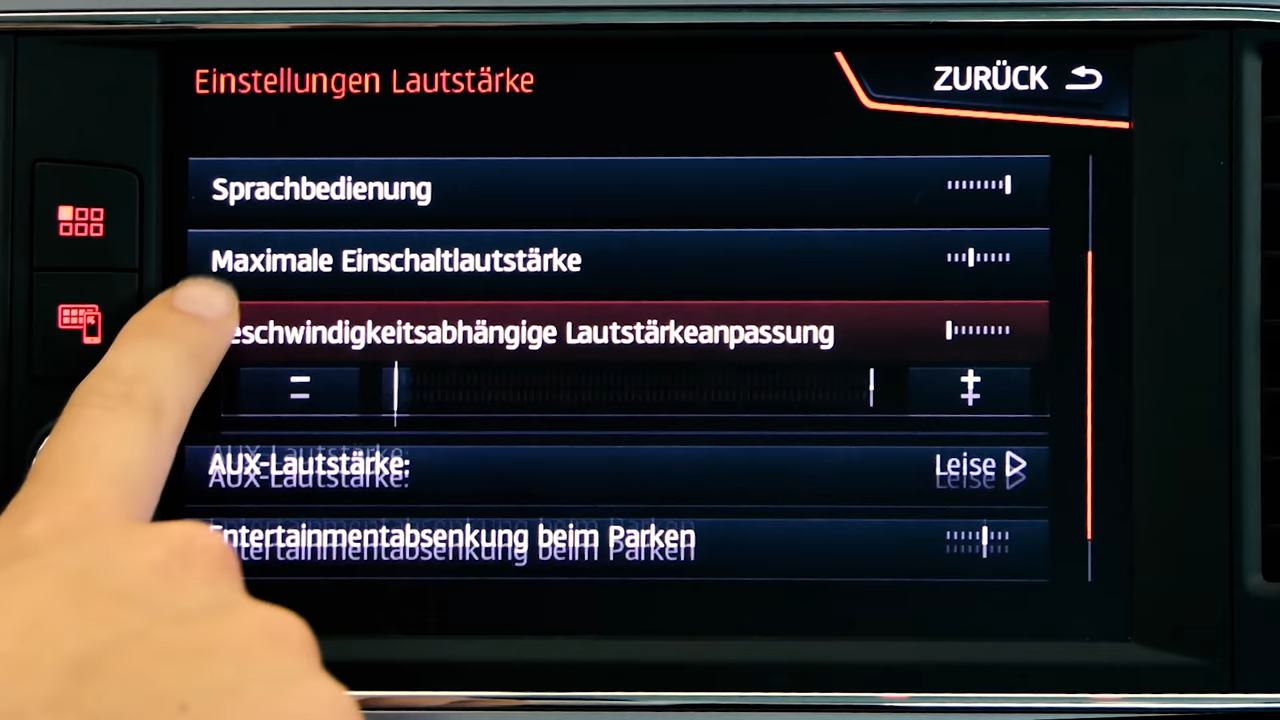 Einstellungen Lautstärke
ZURÜCK
Sprachbedienung
Maximale Einschaltlautstärke
eschwindigkeitsabhängige Lautstärkeanpassung
AUX-Lautstärke: Leise
Entertainmentabsenkung beim Parken